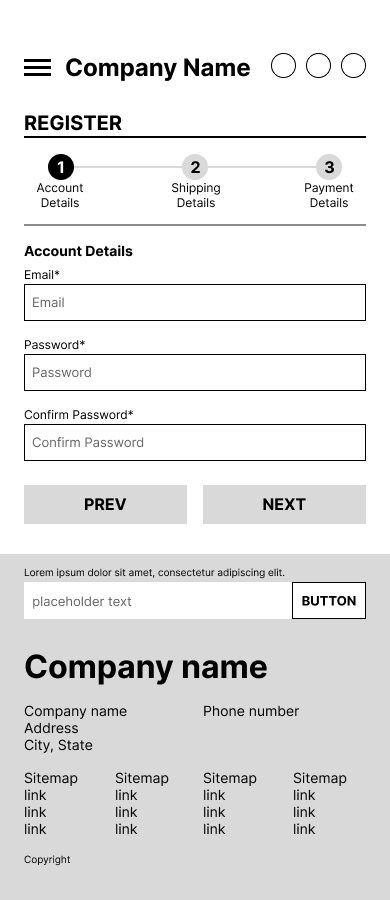 Company Name
REGISTER
1 2 3
Account Details Shipping Details Payment Details
Account Details
Email*
Email
Password*
Password
Confirm Password*
Confirm Password
PREV NEXT
Lorem ipsum dolor sit amet, consectetur adipiscing elit.
placeholder text BUTTON
Company name
Company name Phone number
Address
City, State
Sitemap Sitemap Sitemap Sitemap
link link link link
link link link link
link link link link
Copyright